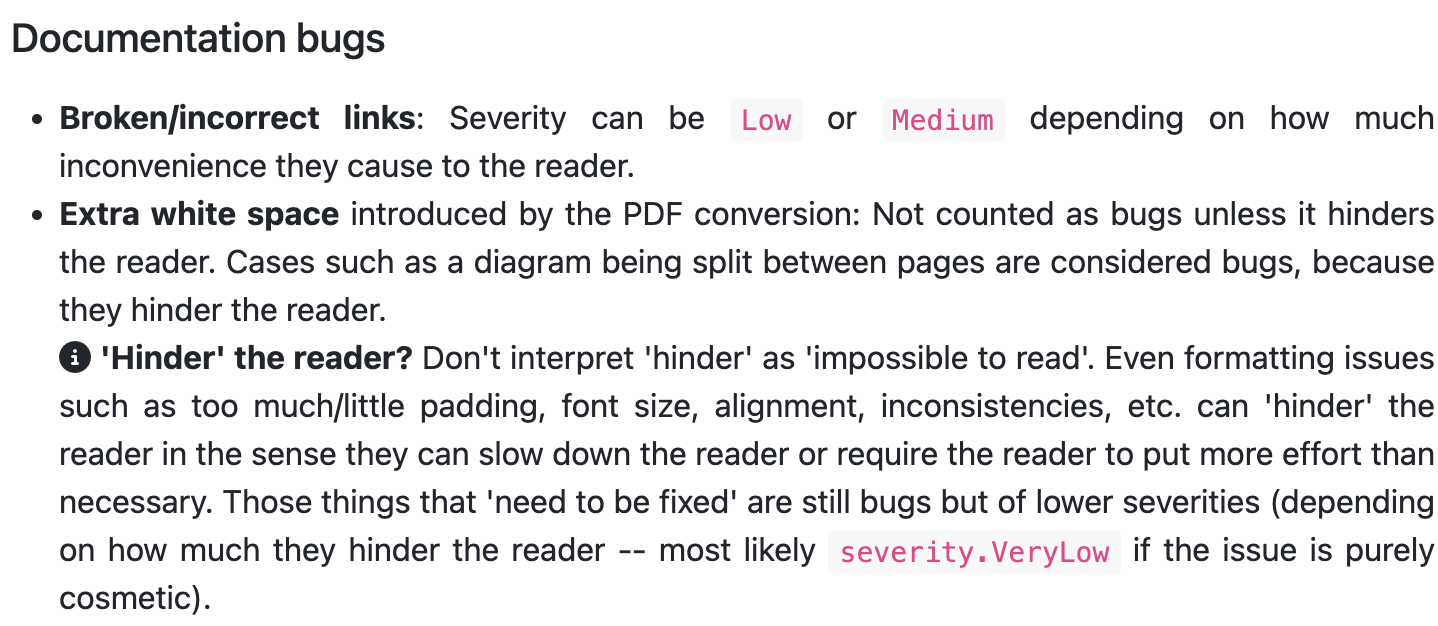 Documentation bugs
• Broken/incorrect links: Severity can be Low or Medium depending on how much
inconvenience they cause to the reader.
• Extra white space introduced by the PDF conversion: Not counted as bugs unless it hinders
the reader. Cases such as a diagram being split between pages are considered bugs, because
they hinder the reader.
'Hinder' the reader? Don't interpret 'hinder' as 'impossible to read'. Even formatting issues
such as too much/little padding, font size, alignment, inconsistencies, etc. can 'hinder' the
reader in the sense they can slow down the reader or require the reader to put more effort than
necessary. Those things that 'need to be fixed' are still bugs but of lower severities (depending
on how much they hinder the reader -- most likely severity.VeryLow if the issue is purely
cosmetic).